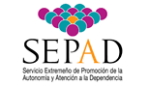 SEPAD
Servicio Extremeño de Promoción de la
Autonomía y Atención a la Dependencia